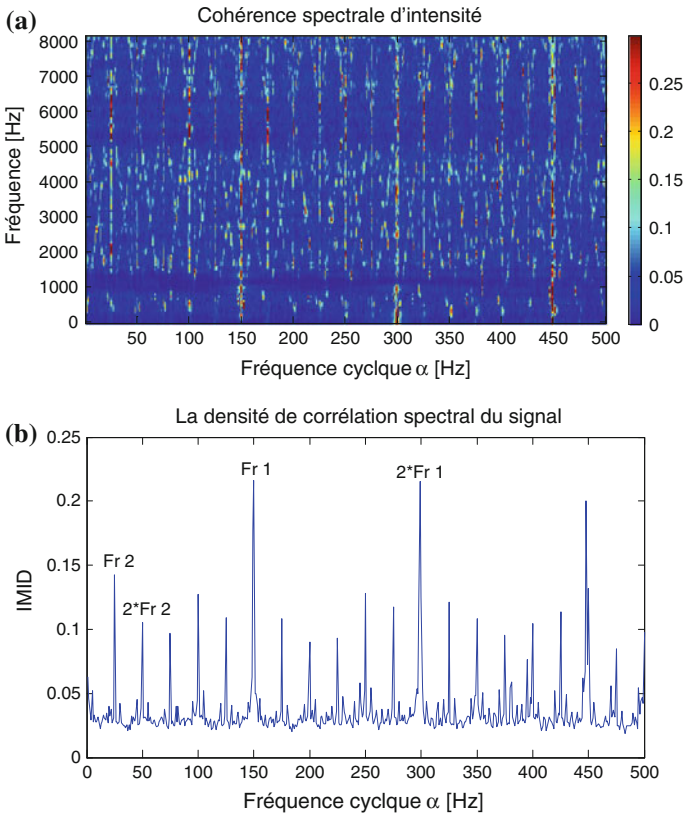 (a)
Cohérence spectrale d'intensité
8000
7000
6000
5000
4000
3000
2000
1000
0
Fréquence [Hz]
50 100 150 200 250 300 350 400 450 500
Fréquence cyclque α [Hz]
0.25
0.2
0.15
0.1
0.05
0
(b)
La densité de corrélation spectral du signal
0.25
0.2
0.15
0.1
0.05
0
IMID
Fr 1
2*Fr 1
Fr 2
2*Fr 2
0 50 100 150 200 250 300 350 400 450 500
Fréquence cyclque α [Hz]